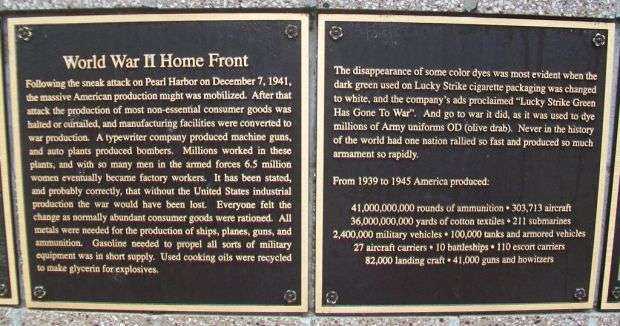 World War II Home Front
Following the sneak attack on Pearl Harbor on December 7, 1941,
the massive American production might was mobilized. After that
attack the production of most non-essential consumer goods was
halted or curtailed, and manufacturing facilities were converted to
war production. A typewriter company produced machine guns,
and auto plants produced bombers. Millions worked in these
plants, and with so many men in the armed forces 6.5 million
women eventually became factory workers. It has been stated,
and probably correctly, that without the United States industrial
production the war would have been lost. Everyone felt the
change as normally abundant consumer goods were rationed. All
metals were needed for the production of ships, planes, guns, and
ammunition. Gasoline needed to propel all sorts of military
equipment was in short supply. Used cooking oils were recycled
to make glycerin for explosives.
The disappearance of some color dyes was most evident when the
dark green used on Lucky Strike cigarette packaging was changed
to white, and the company's ads proclaimed "Lucky Strike Green
Has Gone To War". And go to war it did, as it was used to dye
millions of Army uniforms OD (olive drab). Never in the history
of the world had one nation rallied so fast and produced so much
armament so rapidly.
From 1939 to 1945 America produced:
41,000,000,000 rounds of ammunition • 303,713 aircraft
36,000,000,000 yards of cotton textiles • 211 submarines
2,400,000 military vehicles • 100,000 tanks and armored vehicles
27 aircraft carriers • 10 battleships • 110 escort carriers
82,000 landing craft • 41,000 guns and howitzers